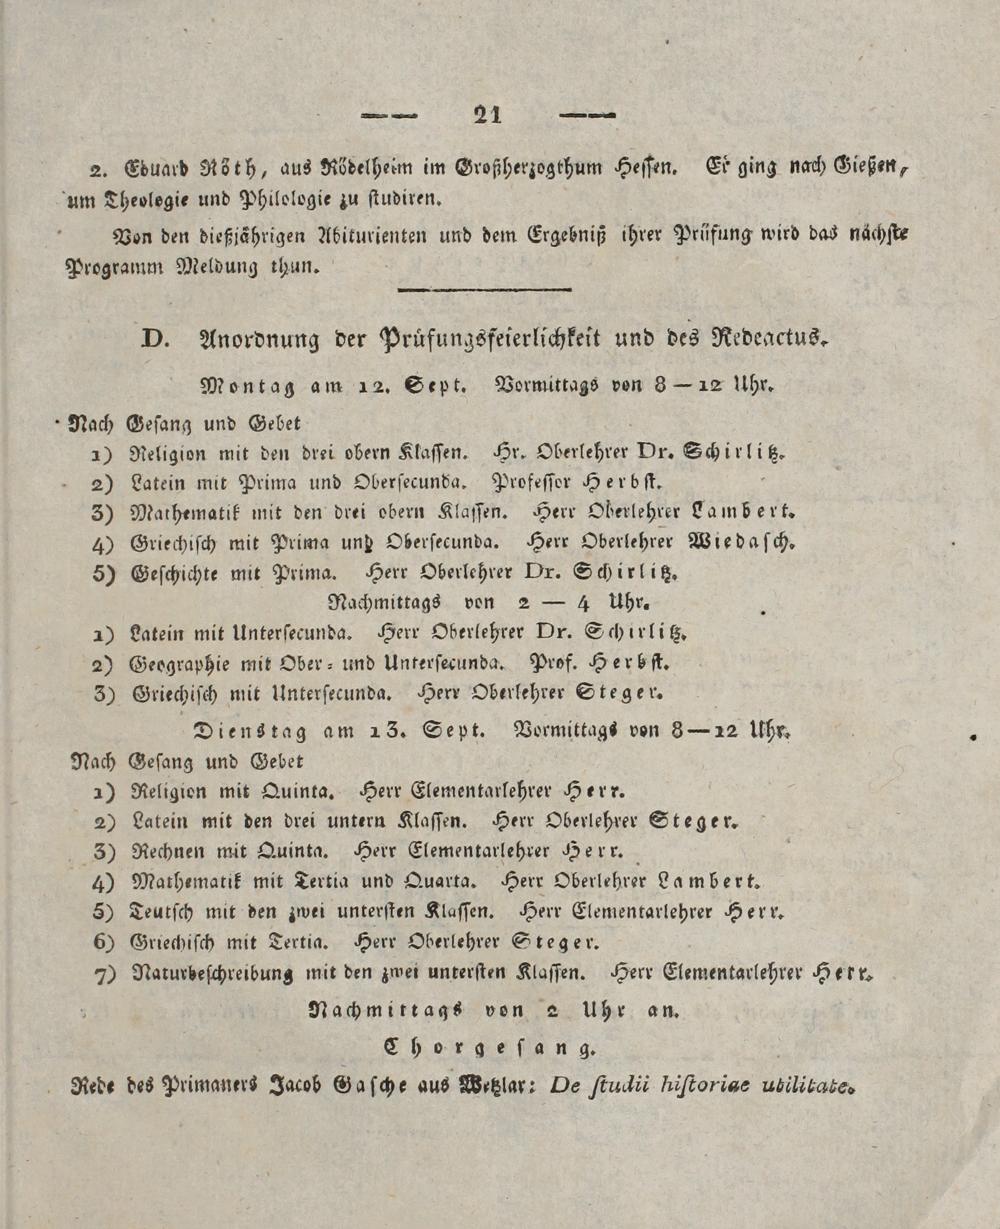 — 21 —
2. Eduard Röth, aus Rödelheim im Großherzogthum Hessen. Er ging nach Gießen,
um Theologie und Philologie zu studiren.
Von den dießjährigen Abiturienten und dem Ergebniß ihrer Prüfung wird das nächste
Programm Meldung thun.
D. Anordnung der Prüfungsfeierlichkeit und des Redeactus.
Montag am 12. Sept. Vormittags von 8—12 Uhr.
Nach Gesang und Gebet
1) Religion mit den drei obern Klassen. Hr. Oberlehrer Dr. Schirlitz.
2) Latein mit Prima und Obersecunda. Professor Herbst.
3) Mathematik mit den drei obern Klassen. Herr Oberlehrer Lambert.
4) Griechisch mit Prima und Obersecunda. Herr Oberlehrer Wiedasch.
5) Geschichte mit Prima. Herr Oberlehrer Dr. Schirlitz.
Nachmittags von 2 — 4 Uhr.
1) Latein mit Untersecunda. Herr Oberlehrer Dr. Schirlitz.
2) Geographie mit Ober- und Untersecunda. Prof. Herbst.
3) Griechisch mit Untersecunda. Herr Oberlehrer Steger.
Dienstag am 13. Sept. Vormittags von 8—12 Uhr.
Nach Gesang und Gebet
1) Religion mit Quinta. Herr Elementarlehrer Herr.
2) Latein mit den drei untern Klassen. Herr Oberlehrer Steger.
3) Rechnen mit Quinta. Herr Elementarlehrer Herr.
4) Mathematik mit Tertia und Quarta. Herr Oberlehrer Lambert.
5) Teutsch mit den zwei untersten Klassen. Herr Elementarlehrer Herr.
6) Griechisch mit Tertia. Herr Oberlehrer Steger.
7) Naturbeschreibung mit den zwei untersten Klassen. Herr Elementarlehrer Herr.
Nachmittags von 2 Uhr an.
Chorgesang.
Rede des Primaners Jacob Gasche aus Wetzlar: De ſtudii hiſtoriae utilitate.